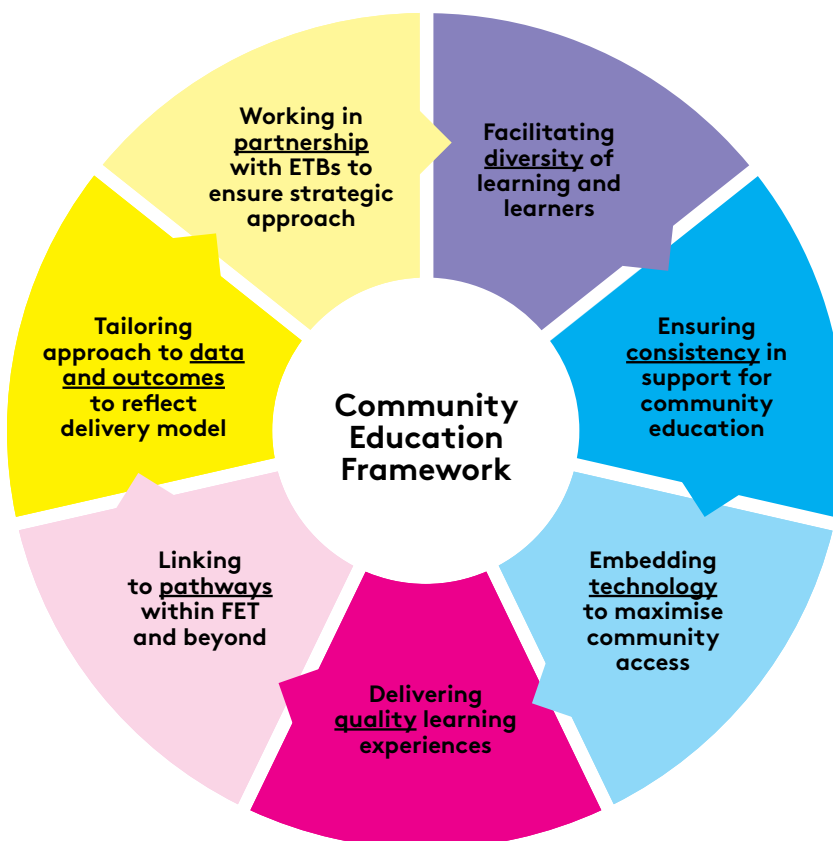 Working in
partnership
with ETBs to
ensure strategic
approach
Facilitating
diversity of
learning and
learners
Ensuring
consistency in
support for
community
education
Embedding
technology
to maximise
community
access
Delivering
quality learning
experiences
Linking
to pathways
within FET
and beyond
Tailoring
approach to data
and outcomes
to reflect
delivery model
Community
Education
Framework